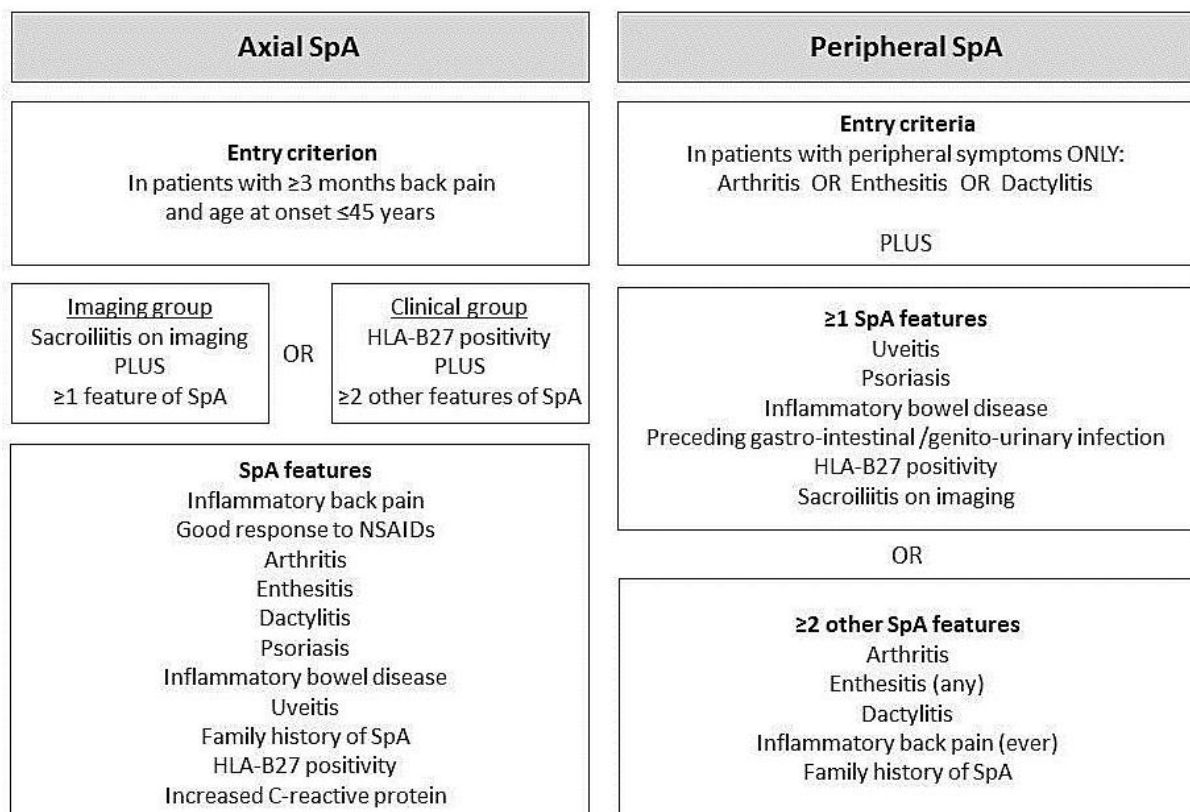 Axial SpA
Entry criterion
In patients with ≥3 months back pain
and age at onset ≤45 years
Imaging group
Sacroiliitis on imaging
PLUS
≥1 feature of SpA
OR
Clinical group
HLA-B27 positivity
PLUS
≥2 other features of SpA
SpA features
Inflammatory back pain
Good response to NSAIDs
Arthritis
Enthesitis
Dactylitis
Psoriasis
Inflammatory bowel disease
Uveitis
Family history of SpA
HLA-B27 positivity
Increased C-reactive protein
Peripheral SpA
Entry criteria
In patients with peripheral symptoms ONLY:
Arthritis OR Enthesitis OR Dactylitis
PLUS
≥1 SpA features
Uveitis
Psoriasis
Inflammatory bowel disease
Preceding gastro-intestinal /genito-urinary infection
HLA-B27 positivity
Sacroiliitis on imaging
OR
≥2 other SpA features
Arthritis
Enthesitis (any)
Dactylitis
Inflammatory back pain (ever)
Family history of SpA